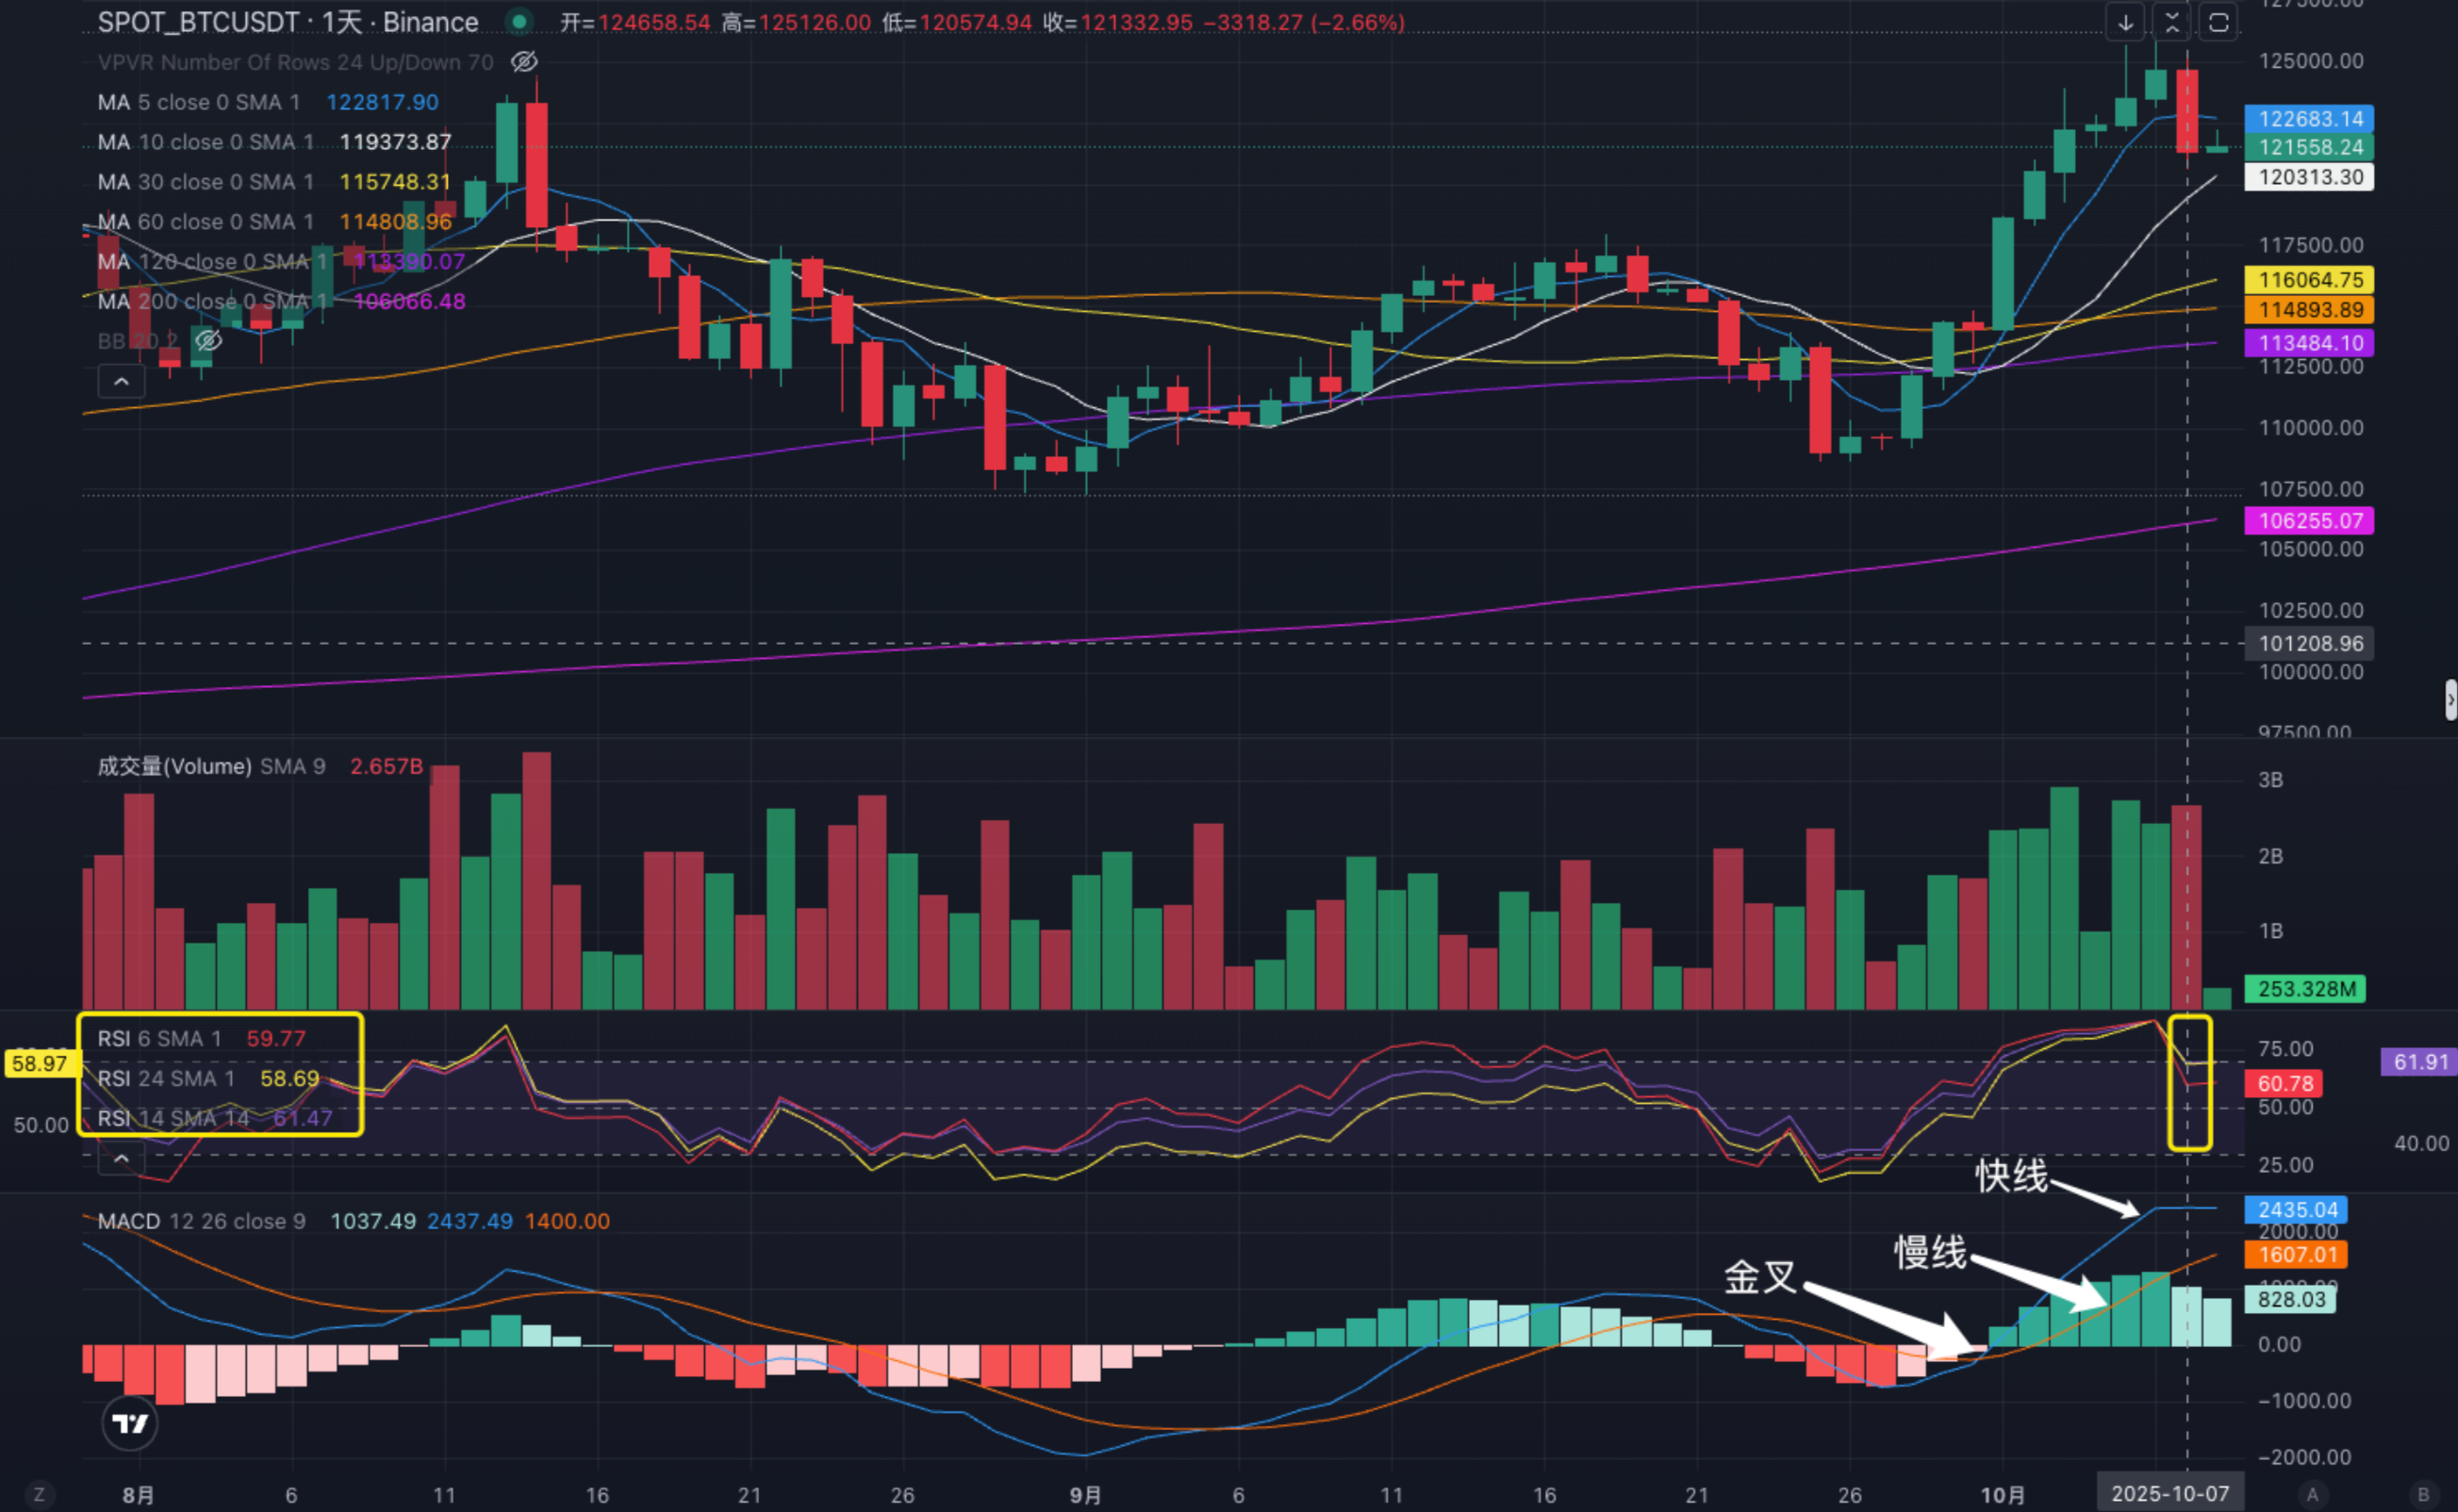 SPOT_BTCUSDT · 1天 · Binance 开=124658.54 高=125126.00 低=120574.94 收=121332.95 −3318.27 (−2.66%)
VPVR Number Of Rows 24 Up/Down 70
MA 5 close 0 SMA 1 122817.90
MA 10 close 0 SMA 1 119373.87
MA 30 close 0 SMA 1 115748.31
MA 60 close 0 SMA 1 114808.96
MA 120 close 0 SMA 1 113390.07
MA 200 close 0 SMA 1 106066.48
BB 20 2
127500.00
125000.00
122683.14
121558.24
120313.30
117500.00
116064.75
114893.89
113484.10
112500.00
110000.00
107500.00
106255.07
105000.00
102500.00
101208.96
100000.00
97500.00
成交量(Volume) SMA 9 2.657B
3B
2B
1B
253.328M
RSI 6 SMA 1 59.77
RSI 24 SMA 1 58.69
RSI 14 SMA 14 61.47
58.97
50.00
75.00
61.91
60.78
50.00
40.00
25.00
快线
MACD 12 26 close 9 1037.49 2437.49 1400.00
慢线
金叉
2435.04
2000.00
1607.01
1000.00
828.03
0.00
−1000.00
−2000.00
Z 8月 6 11 16 21 26 9月 6 11 16 21 26 10月 2025-10-07 A B